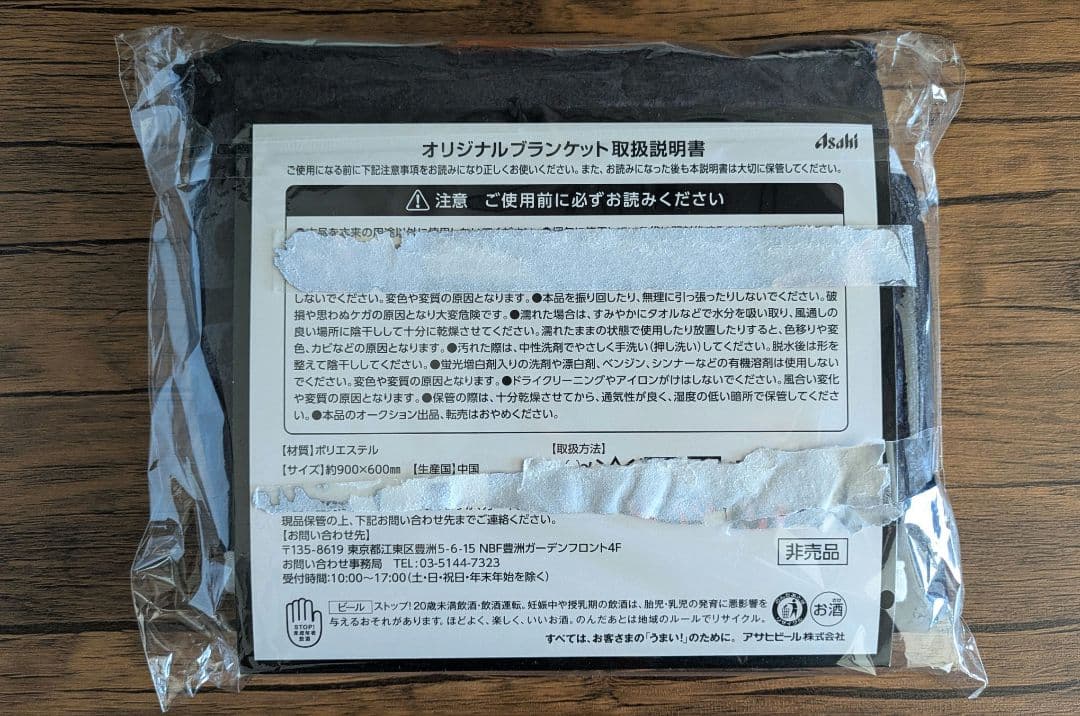 オリジナルブランケット取扱説明書
Asahi
ご使用になる前に下記注意事項をお読みになり正しくお使いください。また、お読みになった後も本説明書は大切に保管してください。
注意 ご使用前に必ずお読みください
しないでください。変色や変質の原因となります。●本品を振り回したり、無理に引っ張ったりしないでください。破
損や思わぬケガの原因となり大変危険です。●濡れた場合は、すみやかにタオルなどで水分を吸い取り、風通しの
良い場所に陰干しして十分に乾燥させてください。濡れたままの状態で使用したり放置したりすると、色移りや変
色、カビなどの原因となります。●汚れた際は、中性洗剤でやさしく手洗い(押し洗い)してください。脱水後は形を
整えて陰干ししてください。●蛍光増白剤入りの洗剤や漂白剤、ベンジン、シンナーなどの有機溶剤は使用しない
でください。変色や変質の原因となります。●ドライクリーニングやアイロンがけはしないでください。風合い変化
や変質の原因となります。●保管の際は、十分乾燥させてから、通気性が良く、湿度の低い暗所で保管してくださ
い。●本品のオークション出品、転売はおやめください。
【材質】ポリエステル
【取扱方法】
【サイズ】約900×600㎜ 【生産国】中国
現品保管の上、下記お問い合わせ先までご連絡ください。
【お問い合わせ先】
〒135-8619 東京都江東区豊洲5-6-15 NBF豊洲ガーデンフロント4F
お問い合わせ事務局 TEL:03-5144-7323
受付時間:10:00〜17:00(土・日・祝日・年末年始を除く)
非売品
STOP!
未成年者
飲酒
ビール ストップ!20歳未満飲酒・飲酒運転。妊娠中や授乳期の飲酒は、胎児・乳児の発育に悪影響を
与えるおそれがあります。ほどよく、楽しく、いいお酒。のんだあとは地域のルールでリサイクル。
お酒
すべては、お客さまの「うまい!」のために。 アサヒビール株式会社